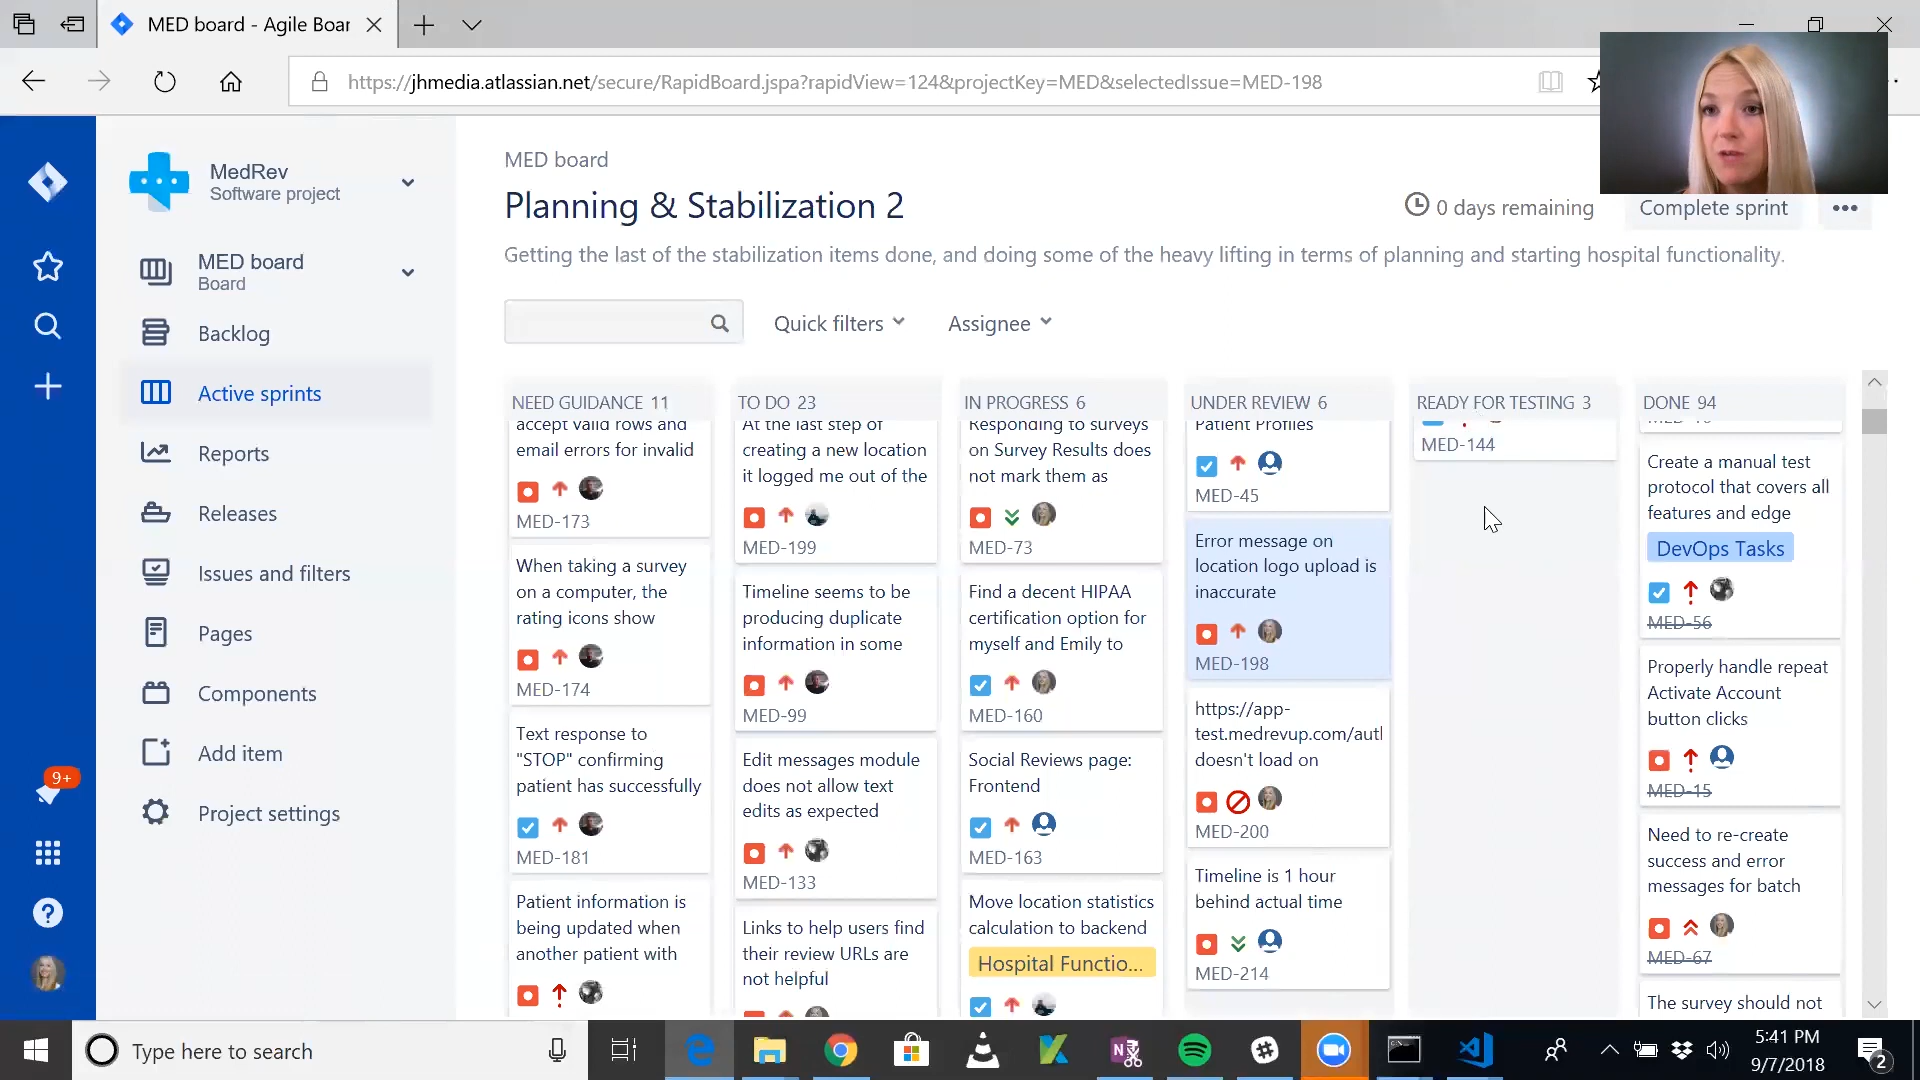 MED board - Agile Boar
https://jhmedia.atlassian.net/secure/RapidBoard.jspa?rapidView=124&projectKey=MED&selectedIssue=MED-198
MedRev
Software project
MED board
Board
Backlog
Active sprints
Reports
Releases
Issues and filters
Pages
Components
Add item
Project settings
9+
MED board
Planning & Stabilization 2
0 days remaining
Complete sprint
Getting the last of the stabilization items done, and doing some of the heavy lifting in terms of planning and starting hospital functionality.
Quick filters
Assignee
NEED GUIDANCE 11
accept valid rows and
email errors for invalid
MED-173
When taking a survey
on a computer, the
rating icons show
MED-174
Text response to
"STOP" confirming
patient has successfully
MED-181
Patient information is
being updated when
another patient with
TO DO 23
At the last step of
creating a new location
it logged me out of the
MED-199
Timeline seems to be
producing duplicate
information in some
MED-99
Edit messages module
does not allow text
edits as expected
MED-133
Links to help users find
their review URLs are
not helpful
IN PROGRESS 6
Responding to surveys
on Survey Results does
not mark them as
MED-73
Find a decent HIPAA
certification option for
myself and Emily to
MED-160
Social Reviews page:
Frontend
MED-163
Move location statistics
calculation to backend
Hospital Functio...
UNDER REVIEW 6
Patient Profiles
MED-45
Error message on
location logo upload is
inaccurate
MED-198
https://app-
test.medrevup.com/autl
doesn't load on
MED-200
Timeline is 1 hour
behind actual time
MED-214
READY FOR TESTING 3
MED-144
DONE 94
Create a manual test
protocol that covers all
features and edge
DevOps Tasks
MED-56
Properly handle repeat
Activate Account
button clicks
MED-15
Need to re-create
success and error
messages for batch
MED-67
The survey should not
Type here to search
5:41 PM
9/7/2018
2